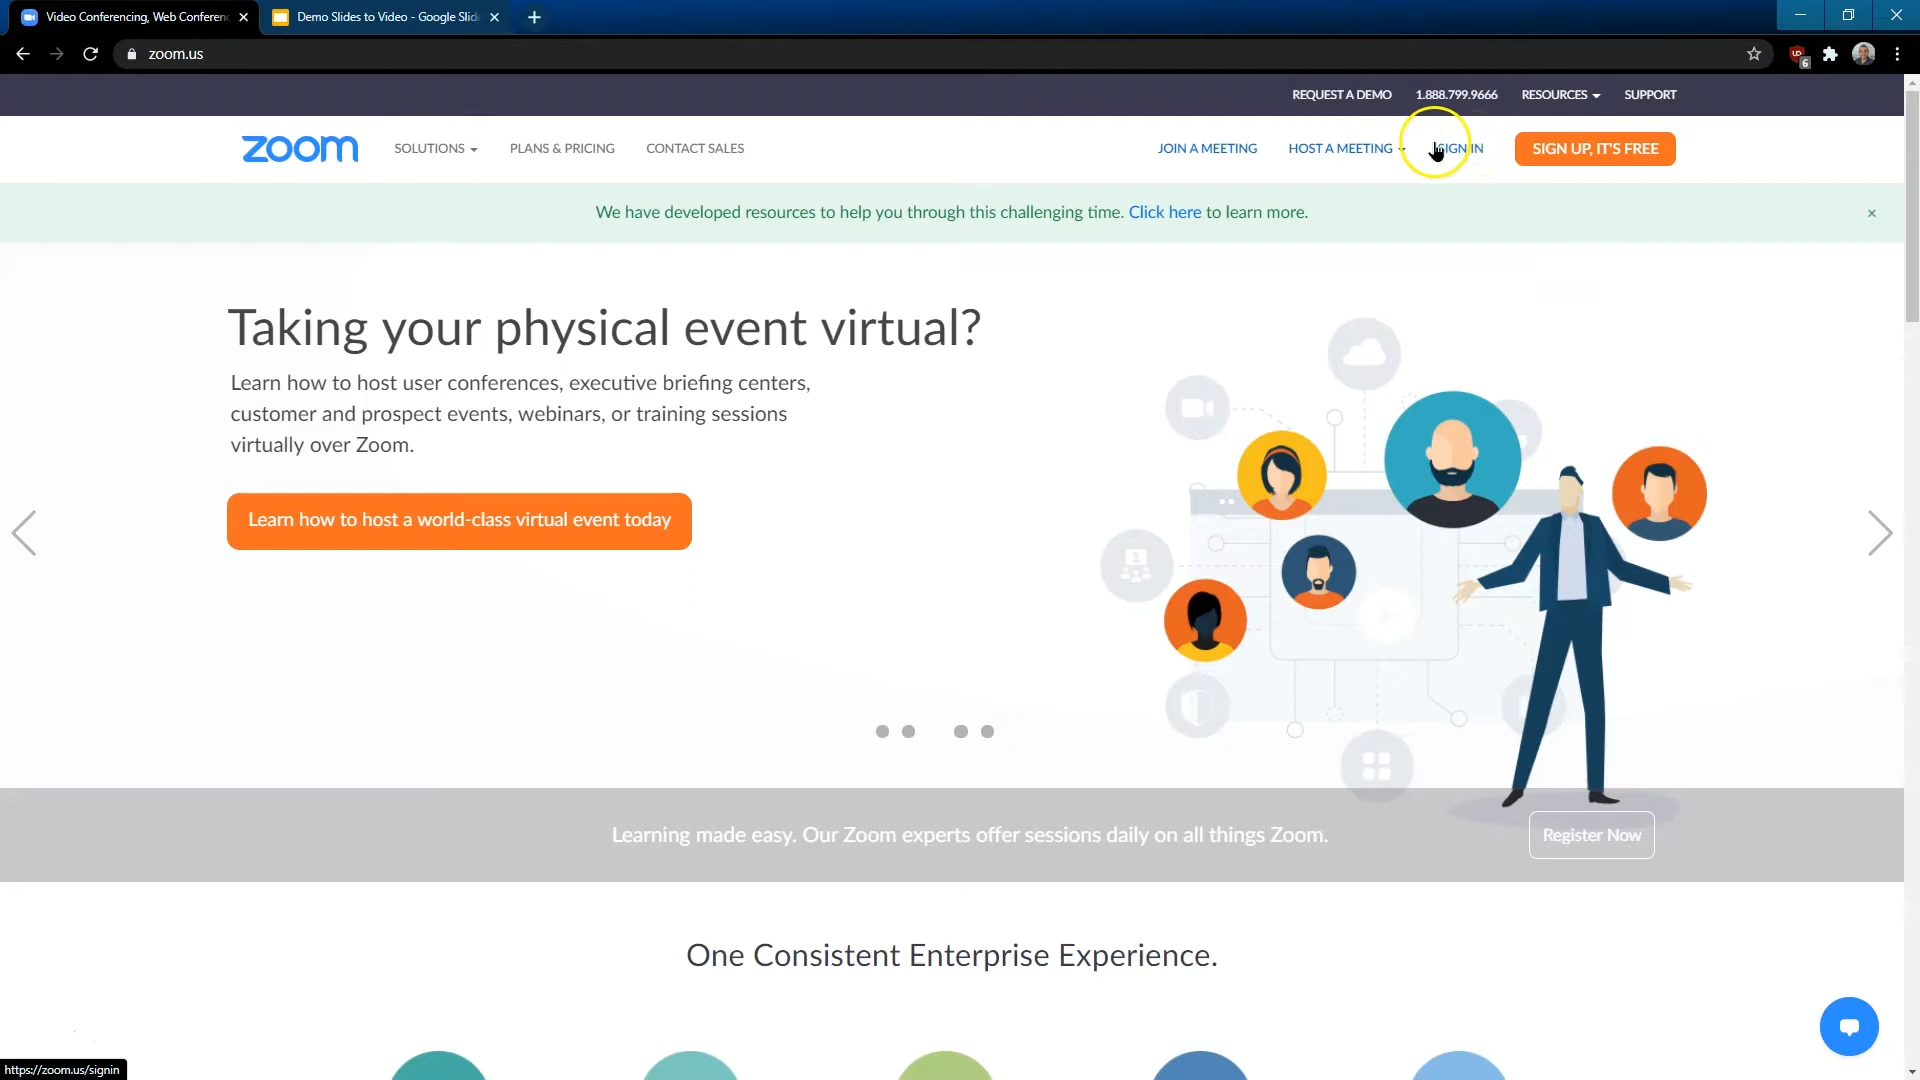 Video Conferencing, Web Conferen
Demo Slides to Video - Google Slid
zoom.us
6
REQUEST A DEMO
1.888.799.9666
RESOURCES
SUPPORT
zoom
SOLUTIONS
PLANS & PRICING
CONTACT SALES
JOIN A MEETING
HOST A MEETING
SIGN IN
SIGN UP, IT'S FREE
We have developed resources to help you through this challenging time. Click here to learn more.
Taking your physical event virtual?
Learn how to host user conferences, executive briefing centers,
customer and prospect events, webinars, or training sessions
virtually over Zoom.
Learn how to host a world-class virtual event today
Learning made easy. Our Zoom experts offer sessions daily on all things Zoom.
Register Now
One Consistent Enterprise Experience.
https://zoom.us/signin